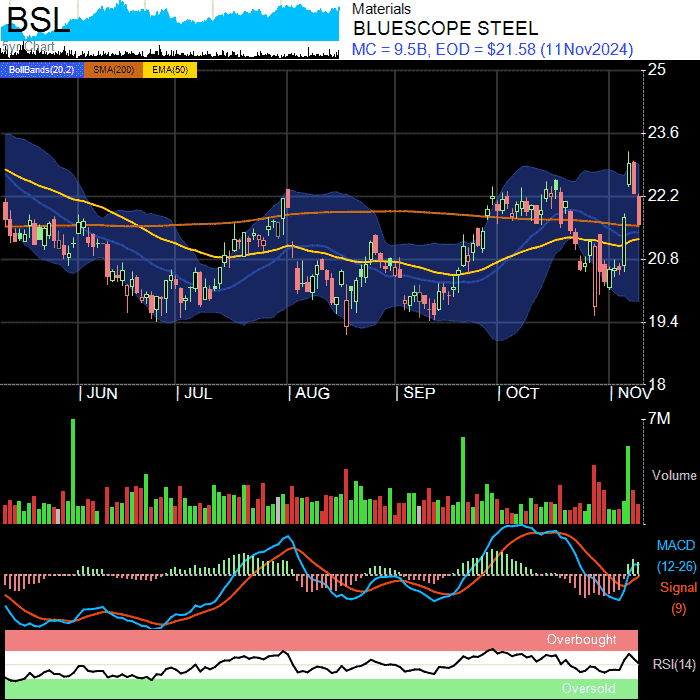 BSL
Materials
BLUESCOPE STEEL
MC = 9.5B, EOD = $21.58 (11Nov2024)
BollBands(20,2) SMA(200) EMA(50)
25
23.6
22.2
20.8
19.4
18
JUN JUL AUG SEP OCT NOV
7M
Volume
MACD
(12-26)
Signal
(9)
Overbought
RSI(14)
Oversold